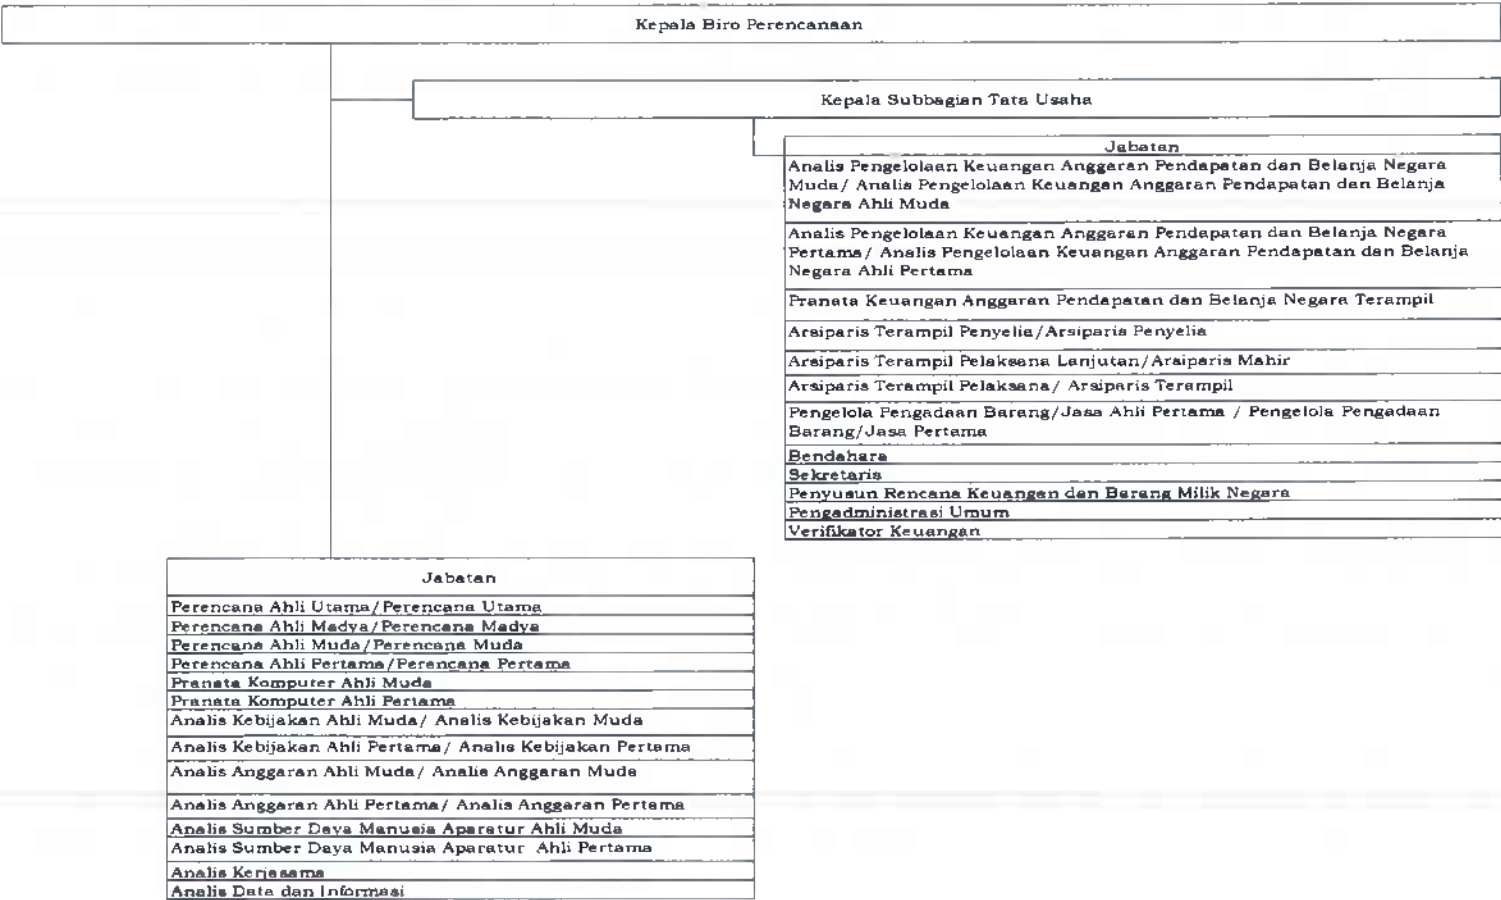 Kepala Biro Perencanaan
Kepala Subbagian Tata Usaha
Jabatan
Analis Pengelolaan Keuangan Anggaran Pendapatan dan Belanja Negara
Muda/ Analis Pengelolaan Keuangan Anggaran Pendapatan dan Belanja
Negara Ahli Muda
Analis Pengelolaan Keuangan Anggaran Pendapatan dan Belanja Negara
Pertama/ Analis Pengelolaan Keuangan Anggaran Pendapatan dan Belanja
Negara Ahli Pertama
Pranata Keuangan Anggaran Pendapatan dan Belanja Negara Terampil
Arsiparis Terampil Penyelia/Arsiparis Penyelia
Arsiparis Terampil Pelaksana Lanjutan/Arsiparis Mahir
Arsiparis Terampil Pelaksana/ Arsiparis Terampil
Pengelola Pengadaan Barang/Jasa Ahli Pertama / Pengelola Pengadaan
Barang/Jasa Pertama
Bendahara
Sekretaris
Penyusun Rencana Keuangan dan Barang Milik Negara
Pengadministrasi Umum
Verifikator Keuangan
Jabatan
Perencana Ahli Utama/Perencana Utama
Perencana Ahli Madya/Perencana Madya
Perencana Ahli Muda/Perencana Muda
Perencana Ahli Pertama/Perencana Pertama
Pranata Komputer Ahli Muda
Pranata Komputer Ahli Pertama
Analis Kebijakan Ahli Muda/ Analis Kebijakan Muda
Analis Kebijakan Ahli Pertama/ Analis Kebijakan Pertama
Analis Anggaran Ahli Muda/ Analis Anggaran Muda
Analis Anggaran Ahli Pertama/ Analis Anggaran Pertama
Analis Sumber Daya Manusia Aparatur Ahli Muda
Analis Sumber Daya Manusia Aparatur Ahli Pertama
Analis Kerjasama
Analis Data dan Informasi